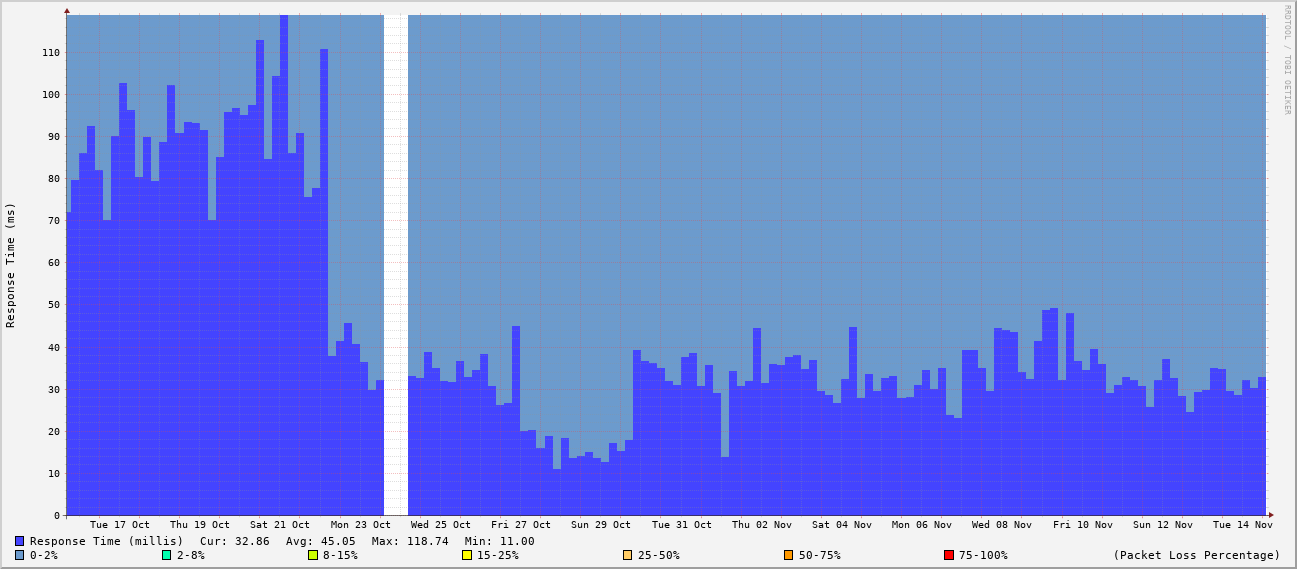 RRDTOOL / TOBI OETIKER
Response Time (ms)
110
100
90
80
70
60
50
40
30
20
10
0
Tue 17 Oct Thu 19 Oct Sat 21 Oct Mon 23 Oct Wed 25 Oct Fri 27 Oct Sun 29 Oct Tue 31 Oct Thu 02 Nov Sat 04 Nov Mon 06 Nov Wed 08 Nov Fri 10 Nov Sun 12 Nov Tue 14 Nov
Response Time (millis) Cur: 32.86 Avg: 45.05 Max: 118.74 Min: 11.00
0-2% 2-8% 8-15% 15-25% 25-50% 50-75% 75-100% (Packet Loss Percentage)